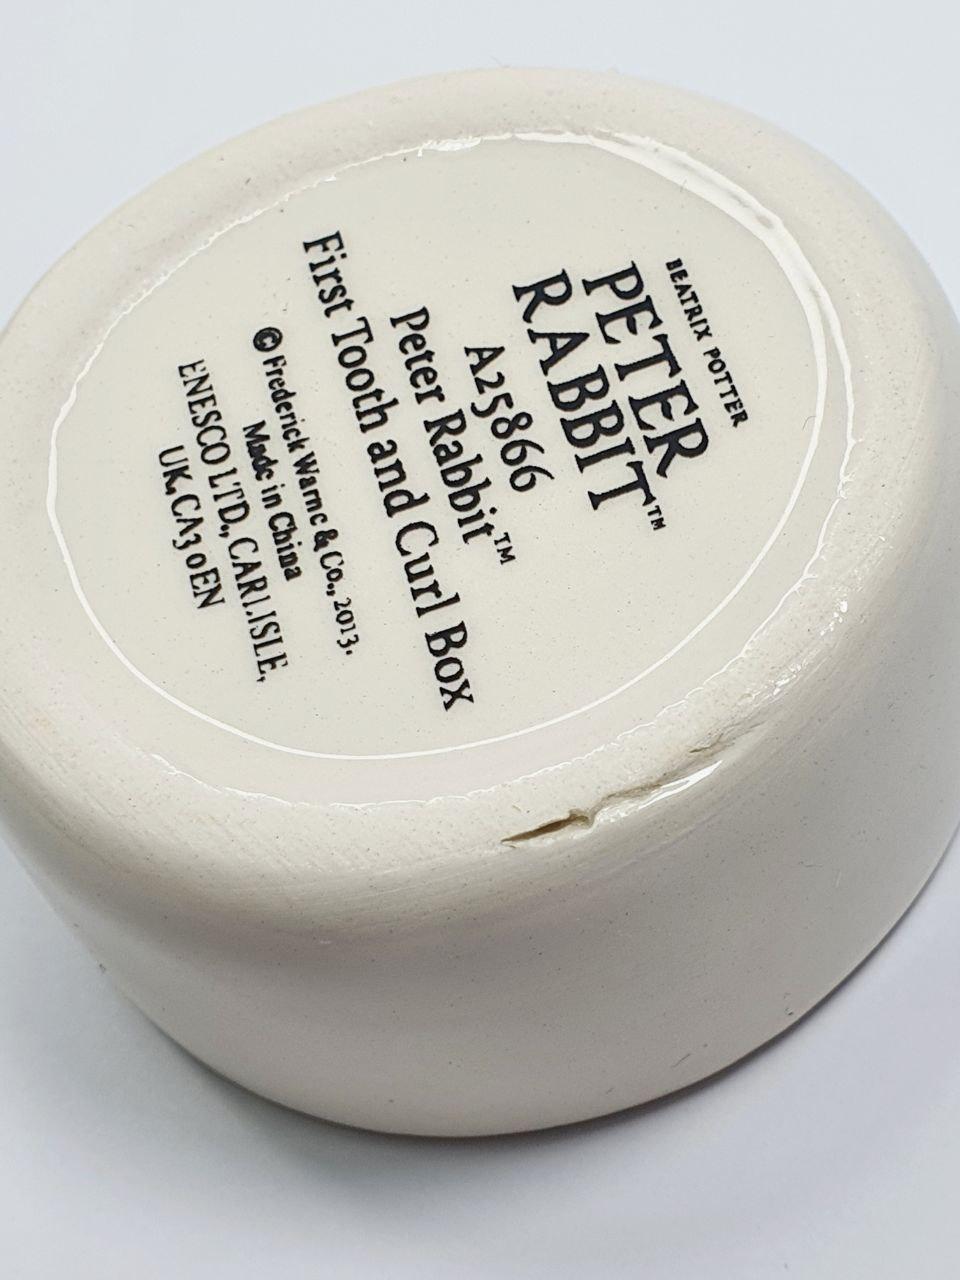 BEATRIX POTTER
PETER
RABBIT™
A25866
Peter Rabbit™
First Tooth and Curl Box
© Frederick Warne & Co., 2013.
Made in China
ENESCO LTD., CARLISLE,
UK, CA3 0EN